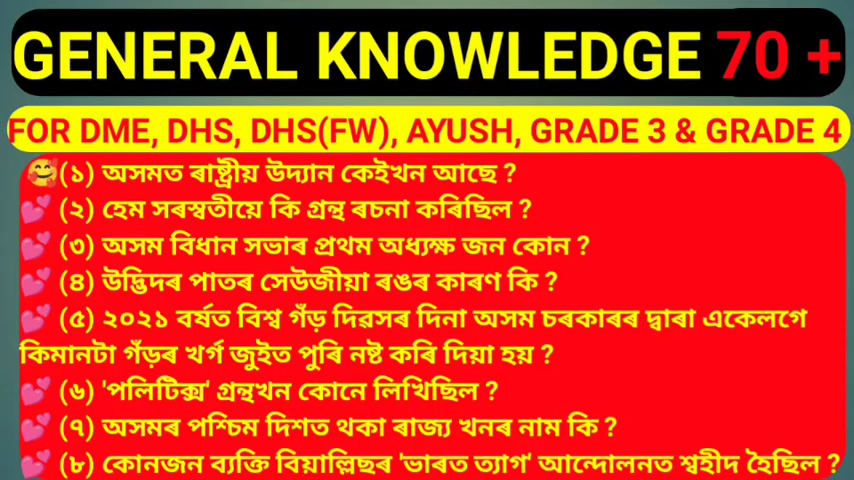 GENERAL KNOWLEDGE 70 +
FOR DME, DHS, DHS(FW), AYUSH, GRADE 3 & GRADE 4
(১) অসমত ৰাষ্ট্ৰীয় উদ্যান কেইখন আছে ?
(২) হেম সৰস্বতীয়ে কি গ্ৰন্থ ৰচনা কৰিছিল ?
(৩) অসম বিধান সভাৰ প্ৰথম অধ্যক্ষ জন কোন ?
(৪) উদ্ভিদৰ পাতৰ সেউজীয়া ৰঙৰ কাৰণ কি ?
(৫) ২০২১ বৰ্ষত বিশ্ব গঁড় দিৱসৰ দিনা অসম চৰকাৰৰ দ্বাৰা একেলগে
কিমানটা গঁড়ৰ খৰ্গ জুইত পুৰি নষ্ট কৰি দিয়া হয় ?
(৬) 'পলিটিক্স' গ্ৰন্থখন কোনে লিখিছিল ?
(৭) অসমৰ পশ্চিম দিশত থকা ৰাজ্য খনৰ নাম কি ?
(৮) কোনজন ব্যক্তি বিয়াল্লিছৰ 'ভাৰত ত্যাগ' আন্দোলনত শ্বহীদ হৈছিল ?